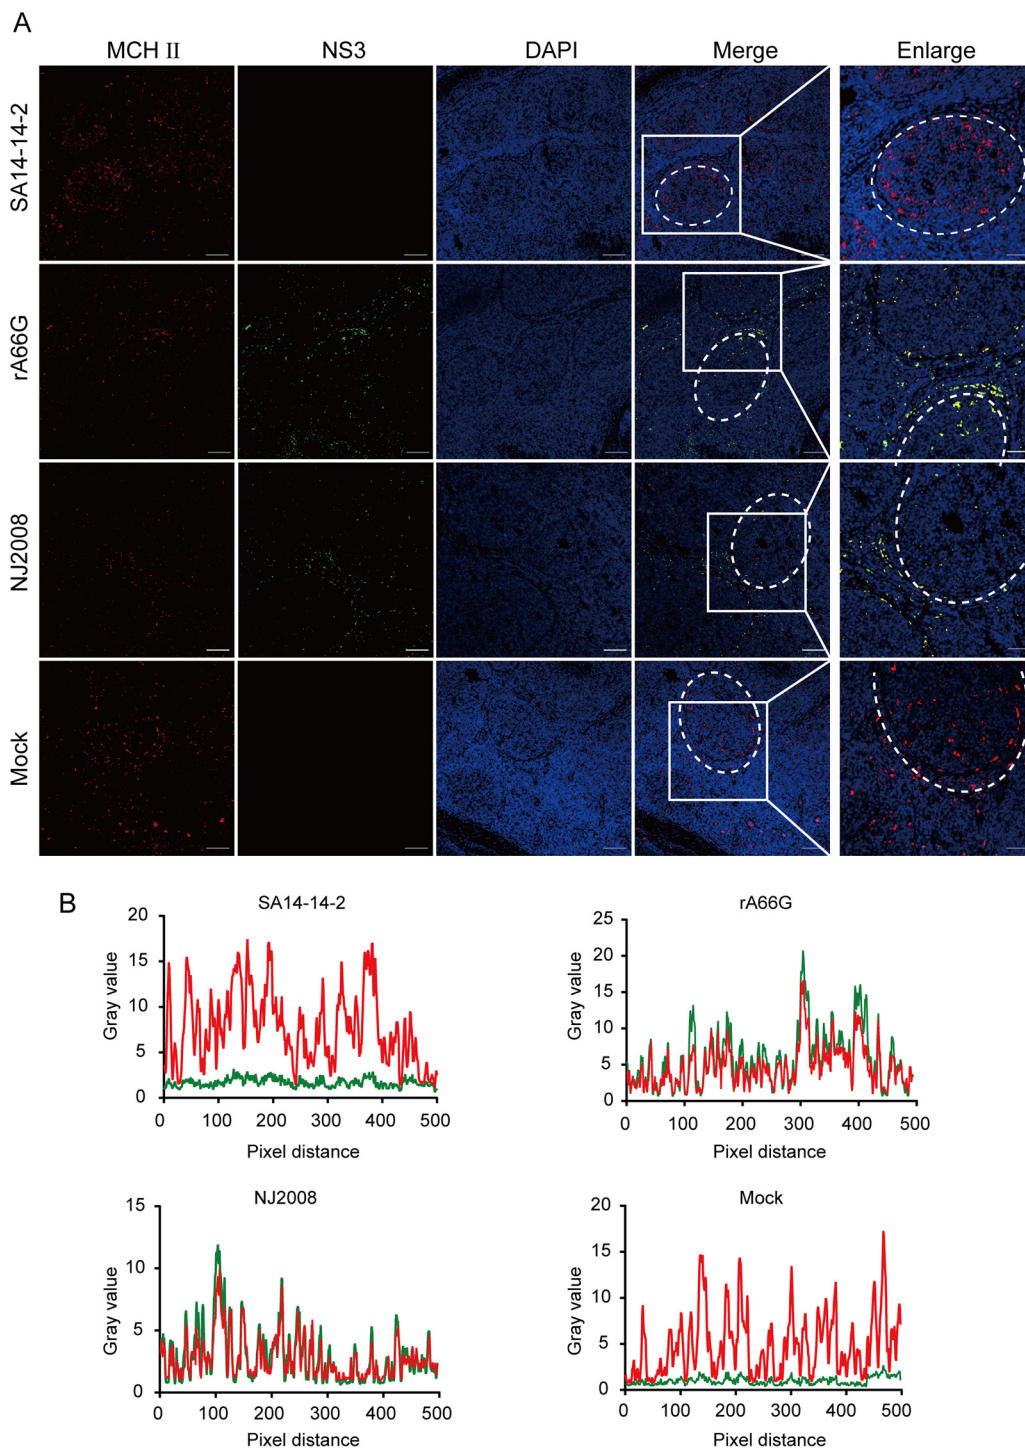 A
MCH II
NS3
DAPI
Merge
Enlarge
SA14-14-2
rA66G
NJ2008
Mock
B
SA14-14-2
20
15
10
5
0
Gray value
0 100 200 300 400 500
Pixel distance
rA66G
25
20
15
10
5
0
Gray value
0 100 200 300 400 500
Pixel distance
NJ2008
15
10
5
0
Gray value
0 100 200 300 400 500
Pixel distance
Mock
20
15
10
5
0
Gray value
0 100 200 300 400 500
Pixel distance